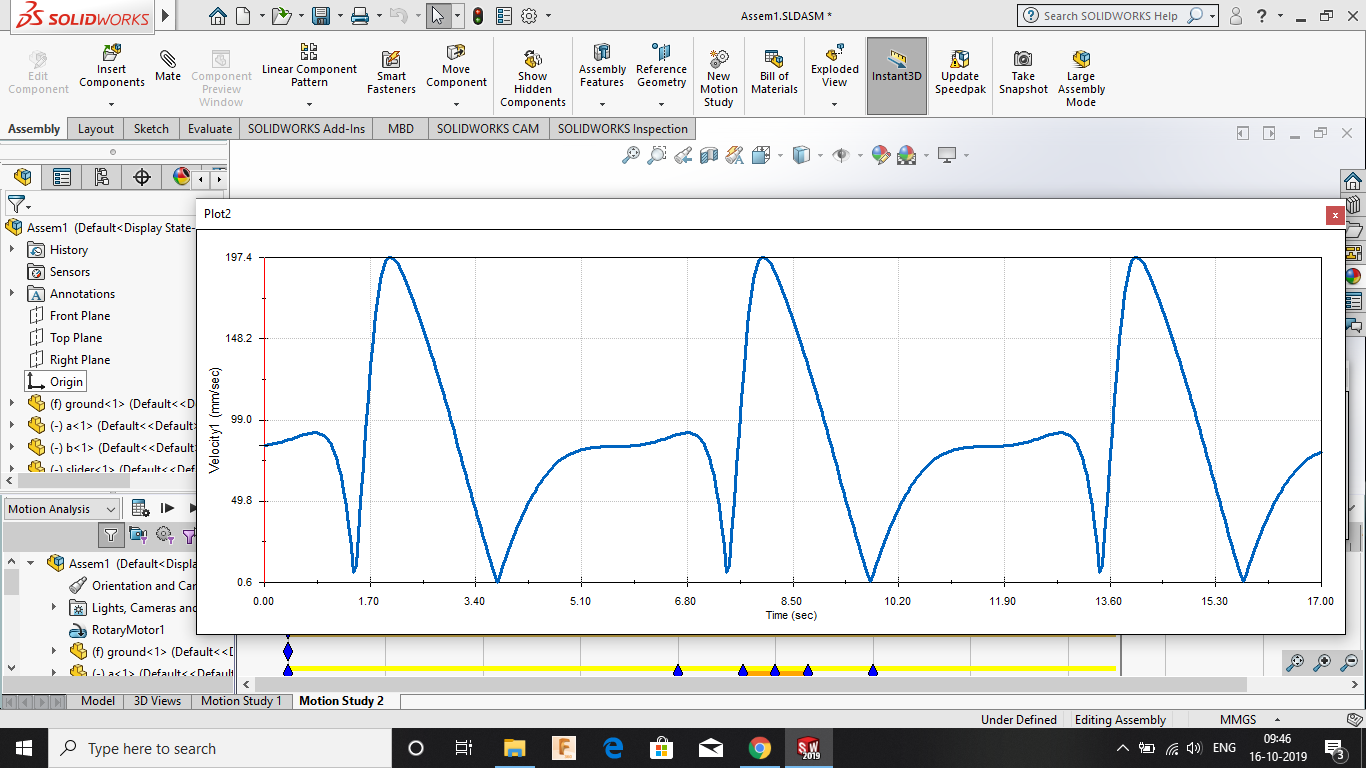 SOLIDWORKS
Assem1.SLDASM *
Search SOLIDWORKS Help
?
Edit
Component
Insert
Components
Mate
Component
Preview
Window
Linear Component
Pattern
Smart
Fasteners
Move
Component
Show
Hidden
Components
Assembly
Features
Reference
Geometry
New
Motion
Study
Bill of
Materials
Exploded
View
Instant3D
Update
Speedpak
Take
Snapshot
Large
Assembly
Mode
Assembly Layout Sketch Evaluate SOLIDWORKS Add-Ins MBD SOLIDWORKS CAM SOLIDWORKS Inspection
Assem1 (Default<Display State-
History
Sensors
Annotations
Front Plane
Top Plane
Right Plane
Origin
(f) ground<1> (Default<<D
(-) a<1> (Default<<Default
(-) b<1> (Default<<Default
(-) slider<1> (Default<<Def
Plot2
x
197.4
148.2
99.0
49.8
0.6
Velocity1 (mm/sec)
0.00 1.70 3.40 5.10 6.80 8.50 10.20 11.90 13.60 15.30 17.00
Time (sec)
Motion Analysis
Assem1 (Default<Displa
Orientation and Car
Lights, Cameras and
RotaryMotor1
(f) ground<1> (Default<<D
(-) a<1> (Default<<Default
Model 3D Views Motion Study 1 Motion Study 2
Under Defined Editing Assembly MMGS
Type here to search
SW
2019
ENG
09:46
16-10-2019
3